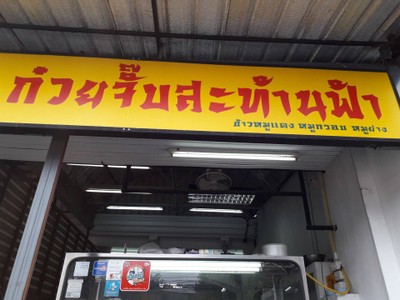 ก๋วยจั๊บสะท้านฟ้า
ข้าวหมูแดง หมูกรอบ หมูย่าง